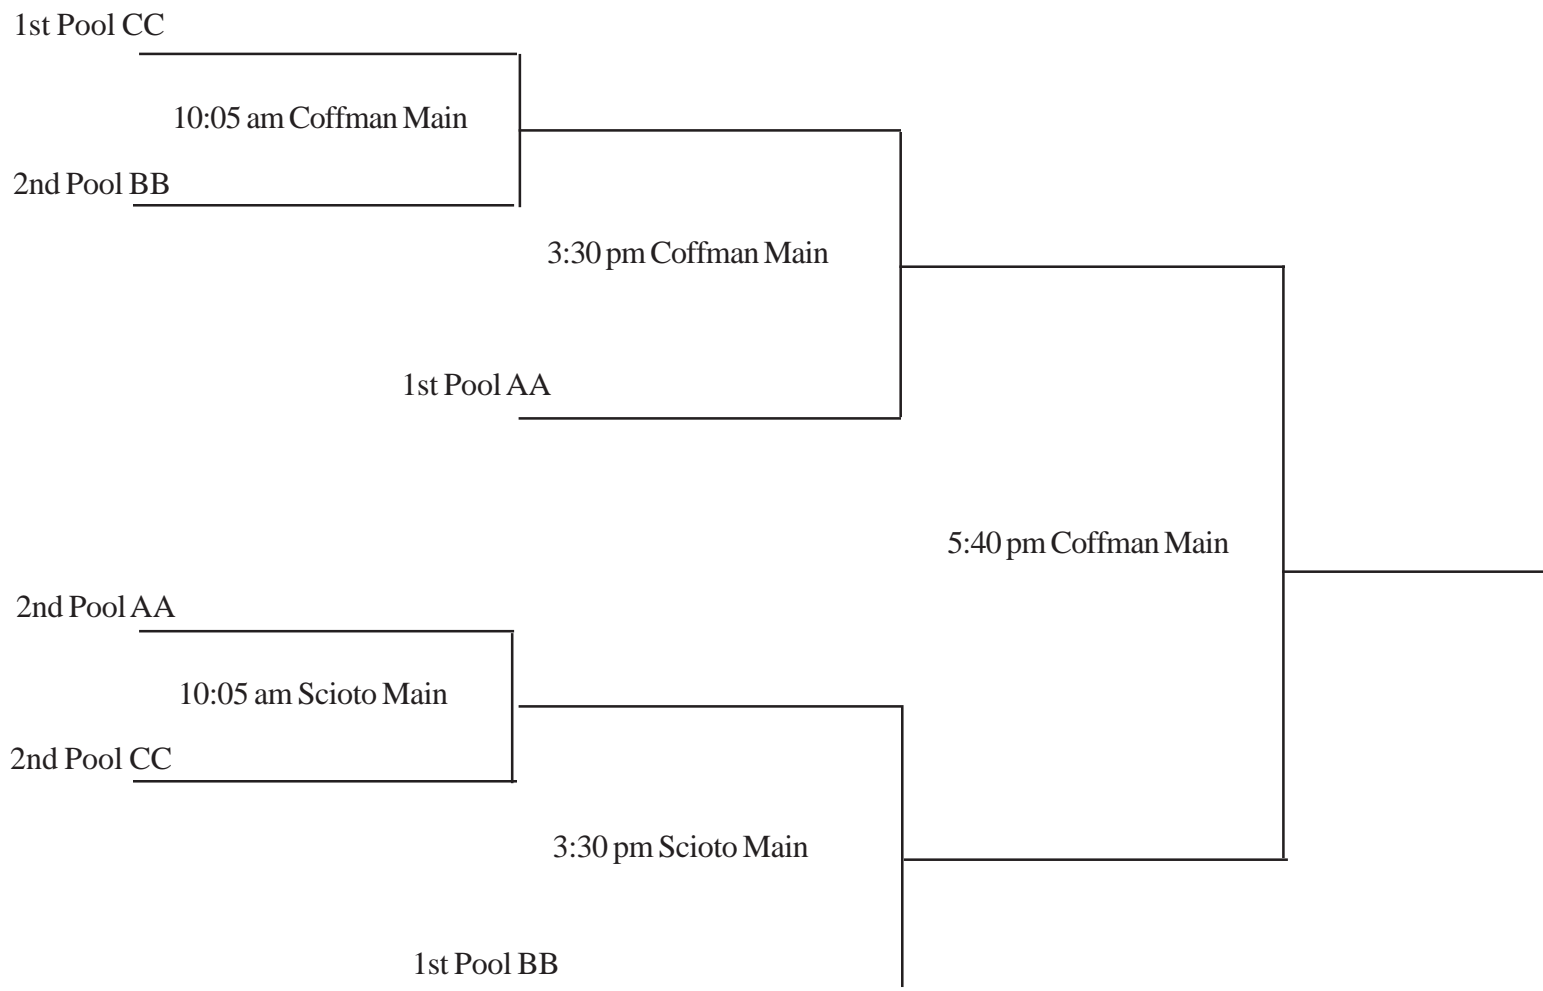 1st Pool CC
10:05 am Coffman Main
2nd Pool BB
3:30 pm Coffman Main
1st Pool AA
5:40 pm Coffman Main
2nd Pool AA
10:05 am Scioto Main
2nd Pool CC
3:30 pm Scioto Main
1st Pool BB